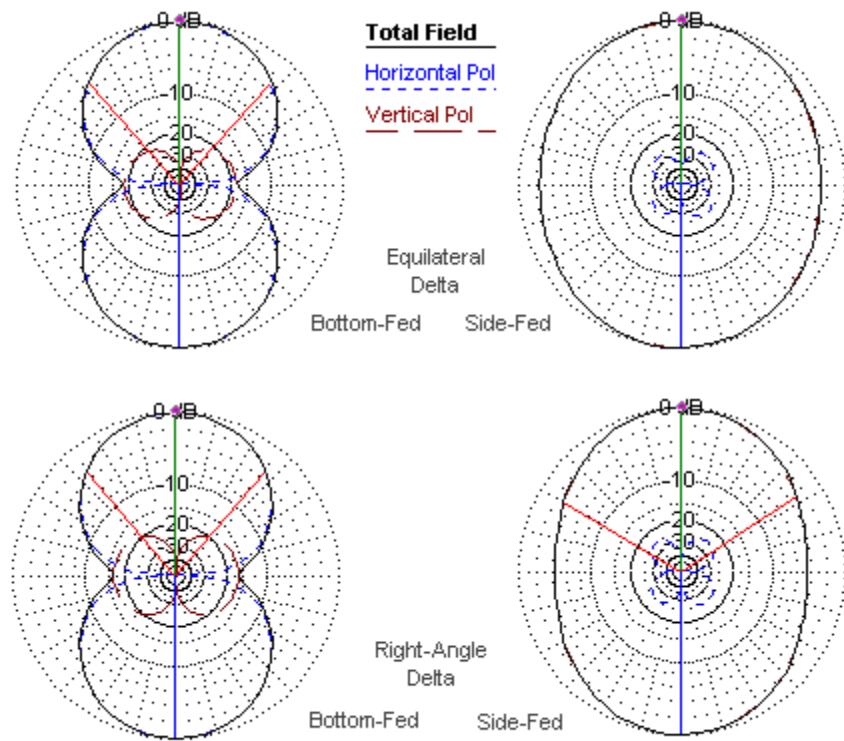 0 dB
-10
20
30
Total Field
Horizontal Pol
Vertical Pol
0 dB
-10
20
30
Equilateral
Delta
Bottom-Fed Side-Fed
0 dB
-10
20
30
0 dB
-10
20
30
Right-Angle
Delta
Bottom-Fed Side-Fed